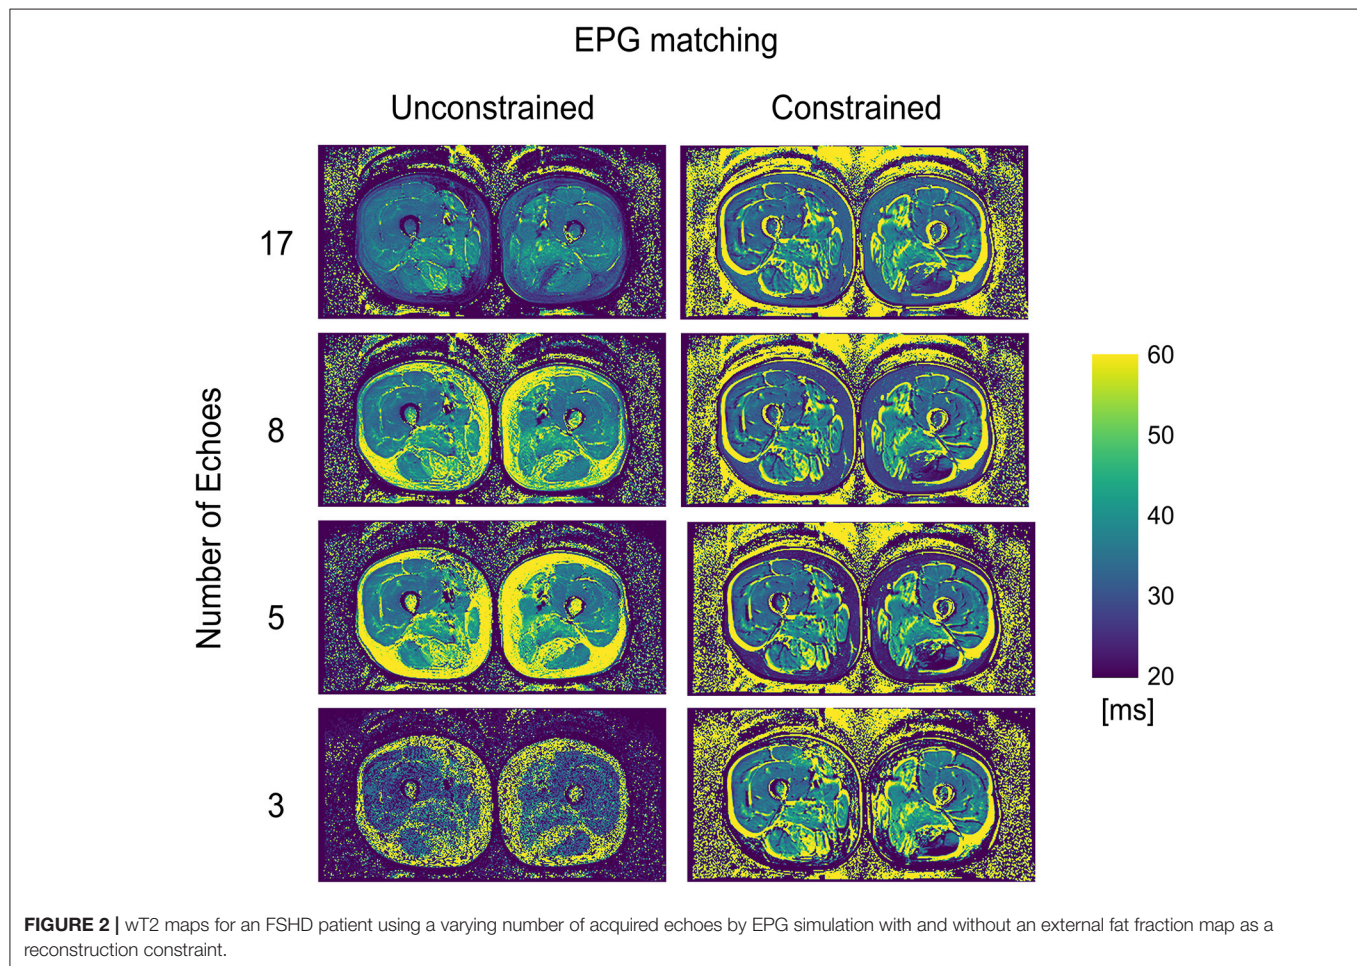 EPG matching
Unconstrained
Constrained
Number of Echoes
17
8
5
3
60
50
40
30
20
[ms]
FIGURE 2 | wT2 maps for an FSHD patient using a varying number of acquired echoes by EPG simulation with and without an external fat fraction map as a
reconstruction constraint.